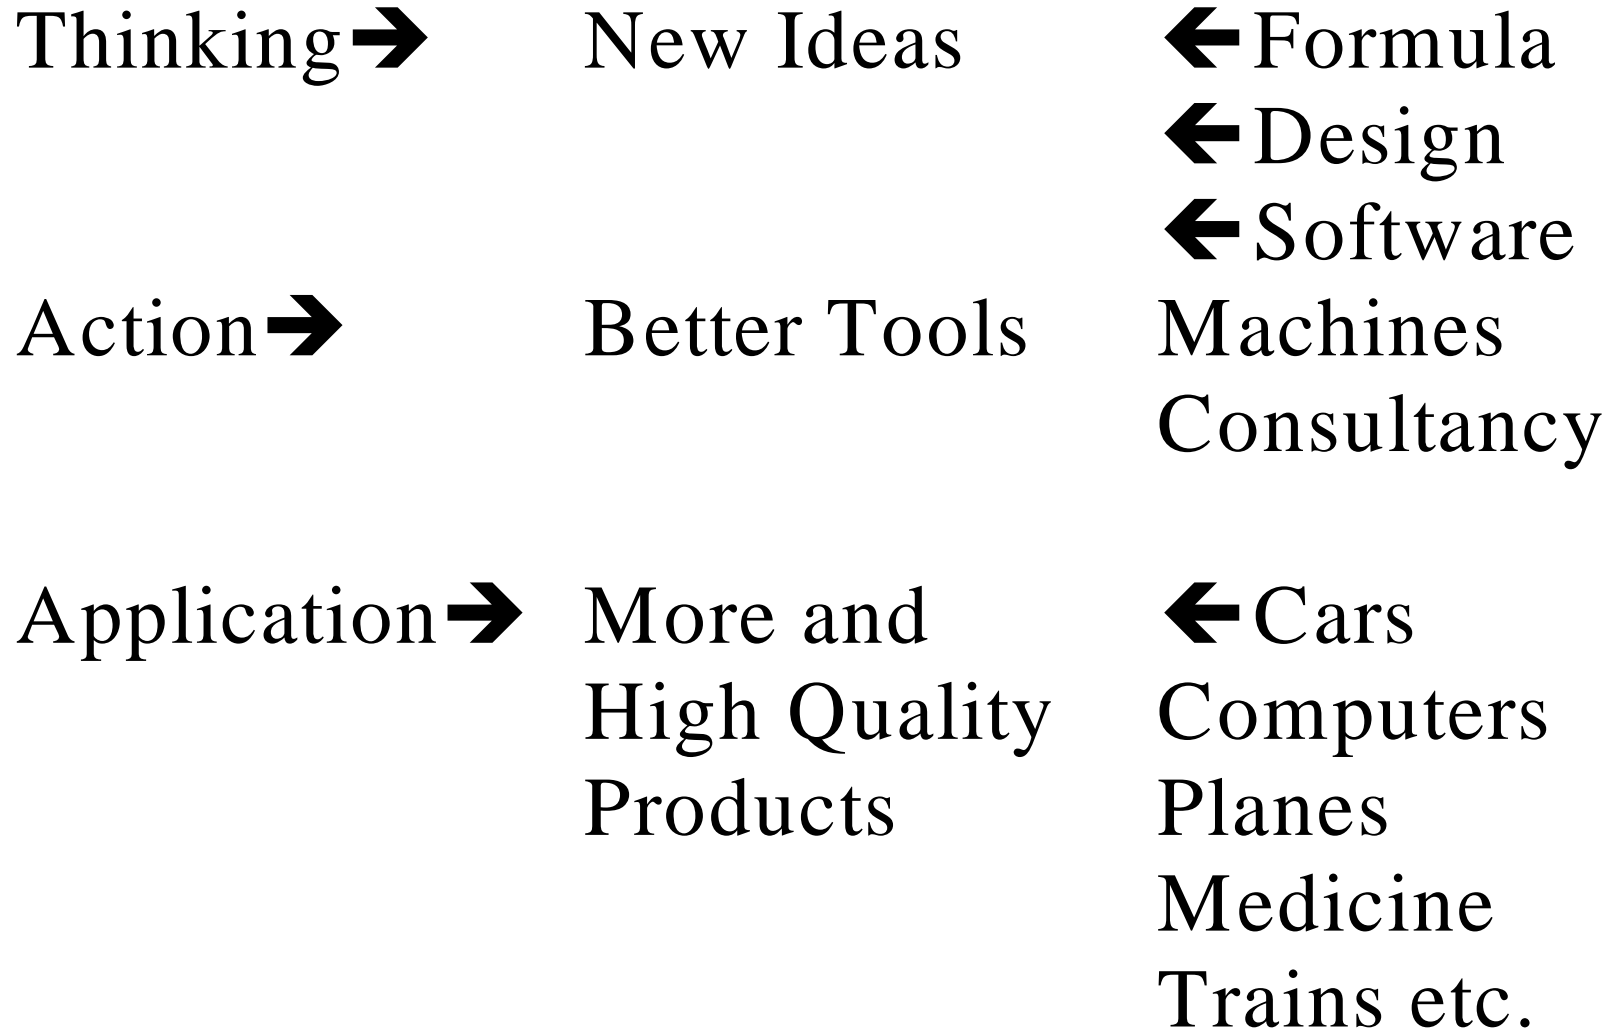 Thinking➔ New Ideas 🡸Formula
🡸Design
🡸Software
Action➔ Better Tools Machines
Consultancy
Application➔ More and 🡸Cars
High Quality Computers
Products Planes
Medicine
Trains etc.